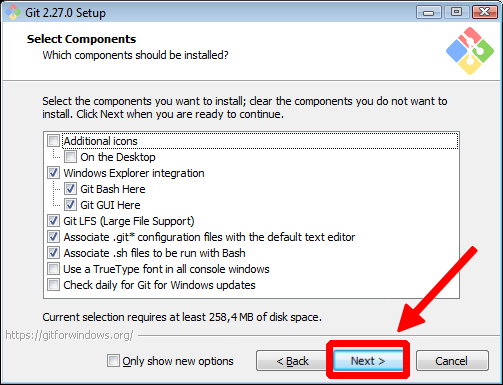 Git 2.27.0 Setup
Select Components
Which components should be installed?
Select the components you want to install; clear the components you do not want to
install. Click Next when you are ready to continue.
Additional icons
On the Desktop
Windows Explorer integration
Git Bash Here
Git GUI Here
Git LFS (Large File Support)
Associate .git* configuration files with the default text editor
Associate .sh files to be run with Bash
Use a TrueType font in all console windows
Check daily for Git for Windows updates
Current selection requires at least 258,4 MB of disk space.
https://gitforwindows.org/
Only show new options
< Back
Next >
Cancel